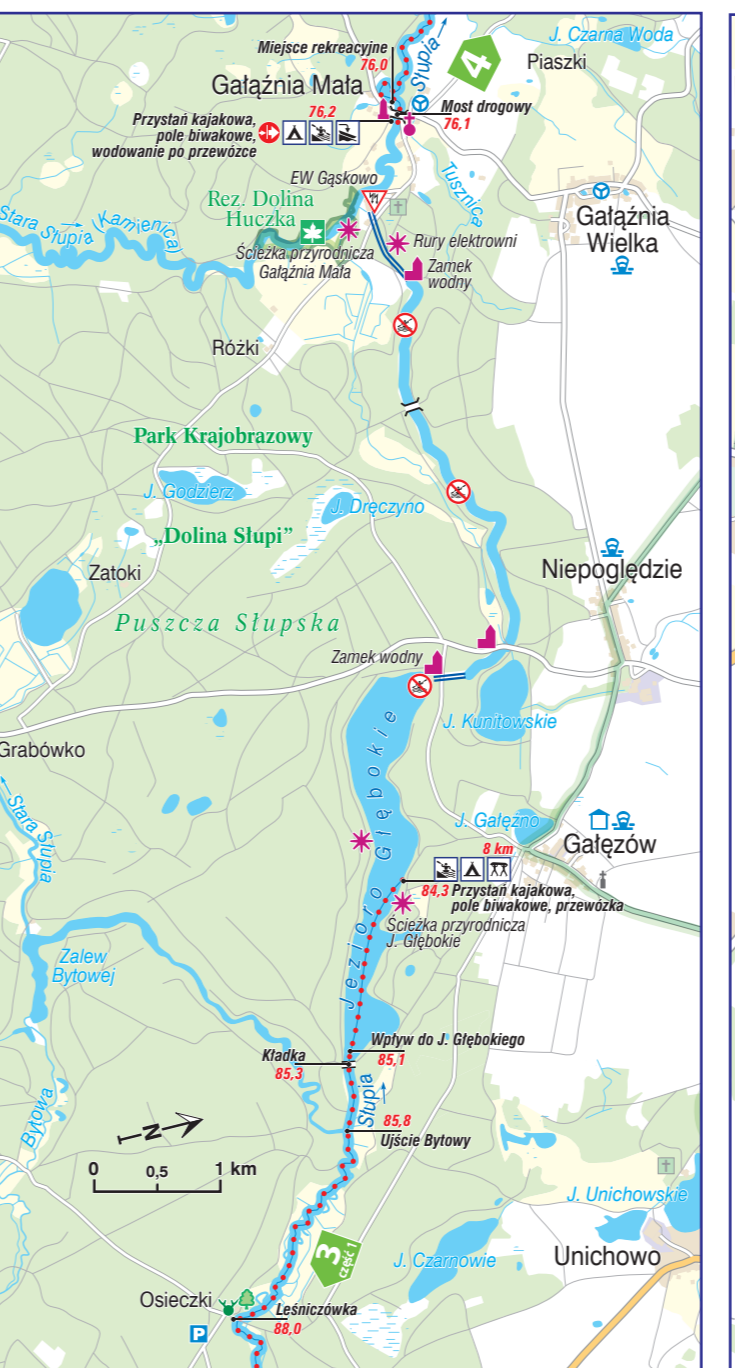 J. Czarna Woda
Miejsce rekreacyjne
76,0
Słupia
4
Piaszki
Gałąźnia Mała
76,2
Most drogowy
76,1
Przystań kajakowa,
pole biwakowe,
wodowanie po przewózce
EW Gąskowo
Tusznica
Rez. Dolina
Huczka
Gałąźnia
Wielka
Stara Słupia (Kamienica)
Rury elektrowni
Ścieżka przyrodnicza
Gałąźnia Mała
Zamek
wodny
Różki
Park Krajobrazowy
J. Godzierz
J. Dręczyno
„Dolina Słupi”
Zatoki
Niepoględzie
Puszcza Słupska
Zamek wodny
J. Kunitowskie
Grabówko
Stara Słupia
Jezioro Głębokie
J. Gałęźno
Gałęzów
8 km
84,3 Przystań kajakowa,
pole biwakowe, przewózka
Ścieżka przyrodnicza
J. Głębokie
Zalew
Bytowej
Wpływ do J. Głębokiego
85,1
Kładka
85,3
Słupia
85,8
Ujście Bytowy
Bytowa
N
0 0,5 1 km
J. Unichowskie
3
część 1
J. Czarnowie
Unichowo
Osieczki
Leśniczówka
88,0
P